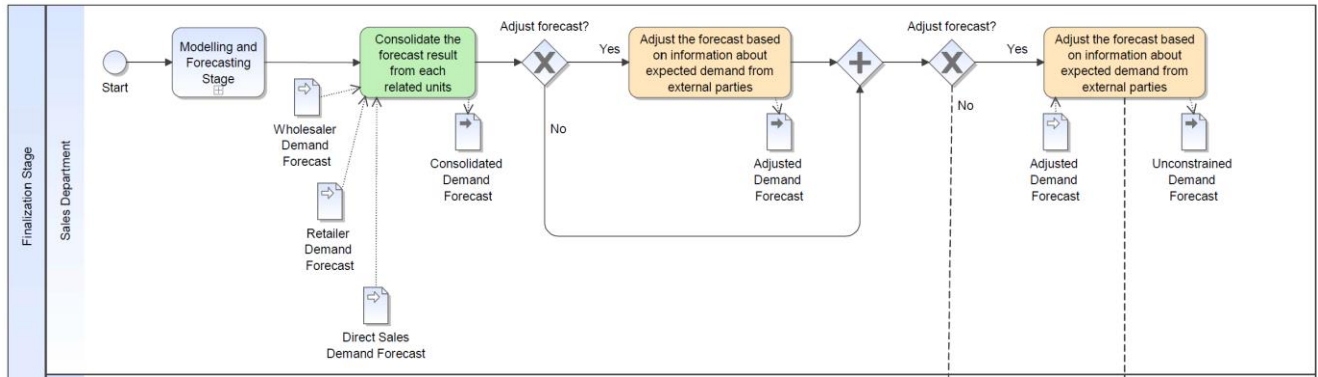 Finalization Stage
Sales Department
Start
Modelling and
Forecasting
Stage
Consolidate the
forecast result
from each
related units
Wholesaler
Demand
Forecast
Retailer
Demand
Forecast
Direct Sales
Demand Forecast
Consolidated
Demand
Forecast
Adjust forecast?
Yes
No
Adjust the forecast based
on information about
expected demand from
external parties
Adjusted
Demand
Forecast
Adjust forecast?
Yes
No
Adjust the forecast based
on information about
expected demand from
external parties
Adjusted
Demand
Forecast
Unconstrained
Demand
Forecast